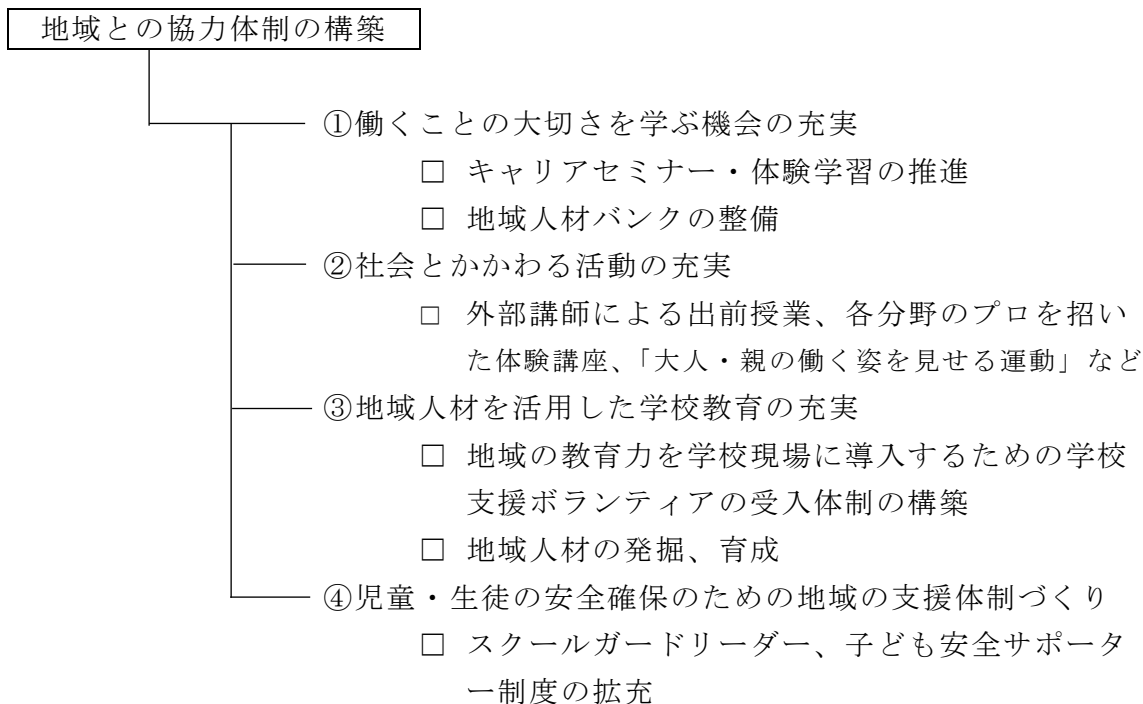 地域との協力体制の構築
①働くことの大切さを学ぶ機会の充実
□ キャリアセミナー・体験学習の推進
□ 地域人材バンクの整備
②社会とかかわる活動の充実
□ 外部講師による出前授業、各分野のプロを招い
た体験講座、「大人・親の働く姿を見せる運動」など
③地域人材を活用した学校教育の充実
□ 地域の教育力を学校現場に導入するための学校
支援ボランティアの受入体制の構築
□ 地域人材の発掘、育成
④児童・生徒の安全確保のための地域の支援体制づくり
□ スクールガードリーダー、子ども安全サポータ
ー制度の拡充